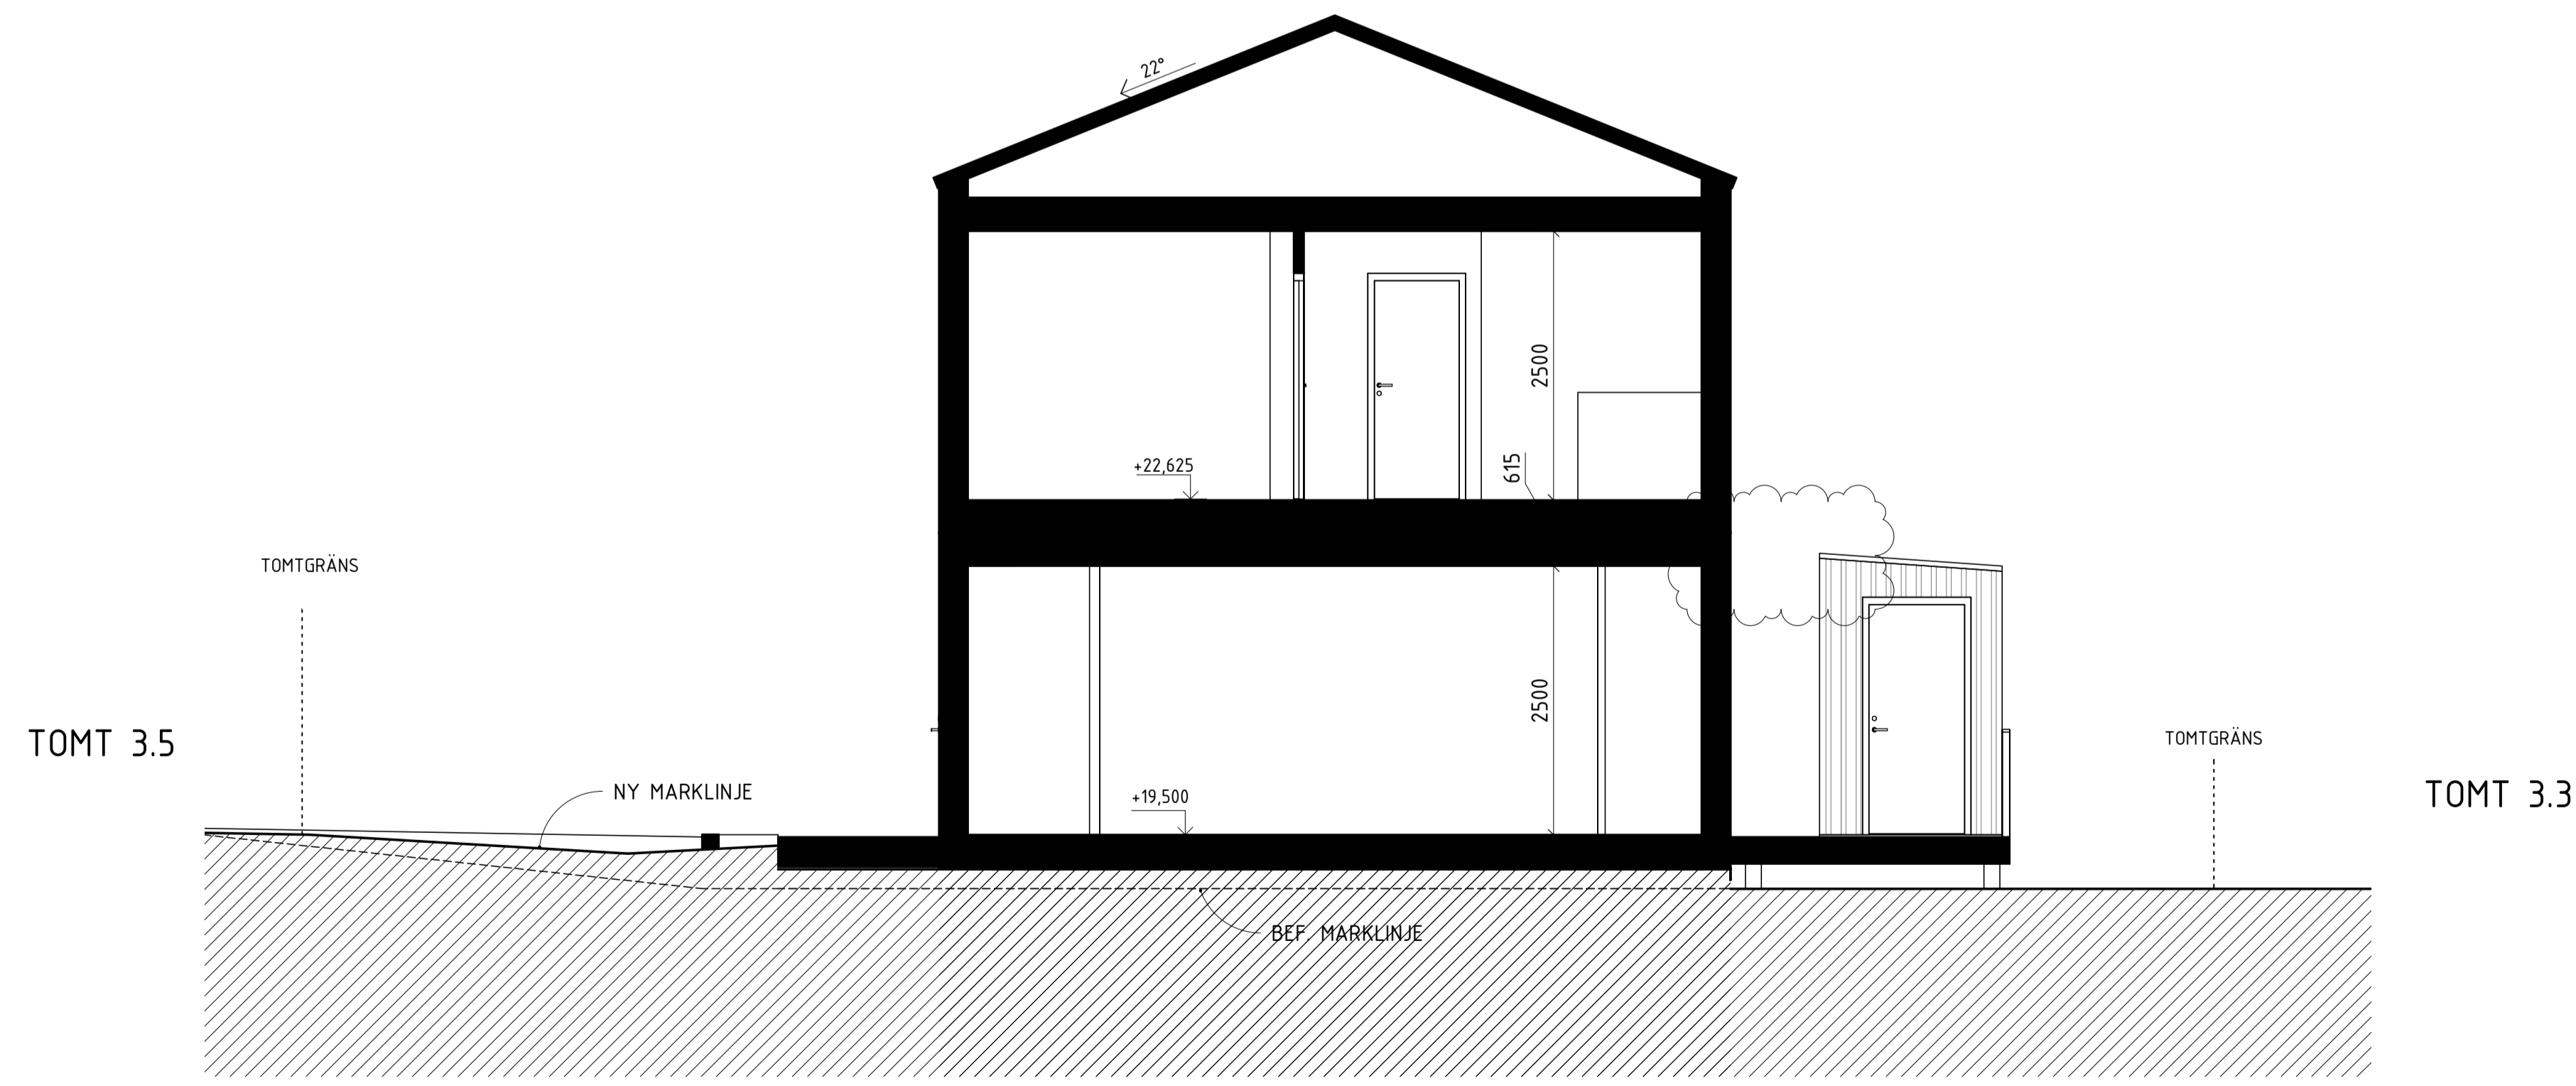 22°
2500
+22,625
615
TOMTGRÄNS
2500
TOMT 3.5
TOMTGRÄNS
NY MARKLINJE
+19,500
TOMT 3.3
BEF. MARKLINJE